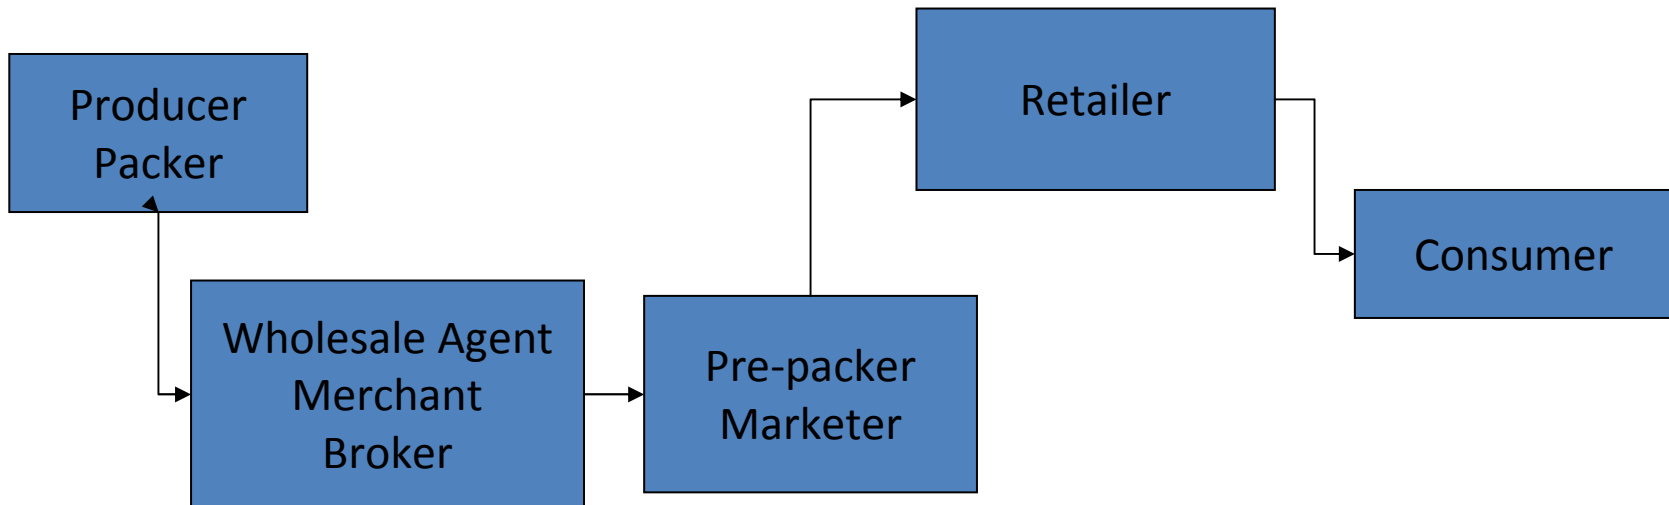 Producer
Packer
Wholesale Agent
Merchant
Broker
Pre-packer
Marketer
Retailer
Consumer